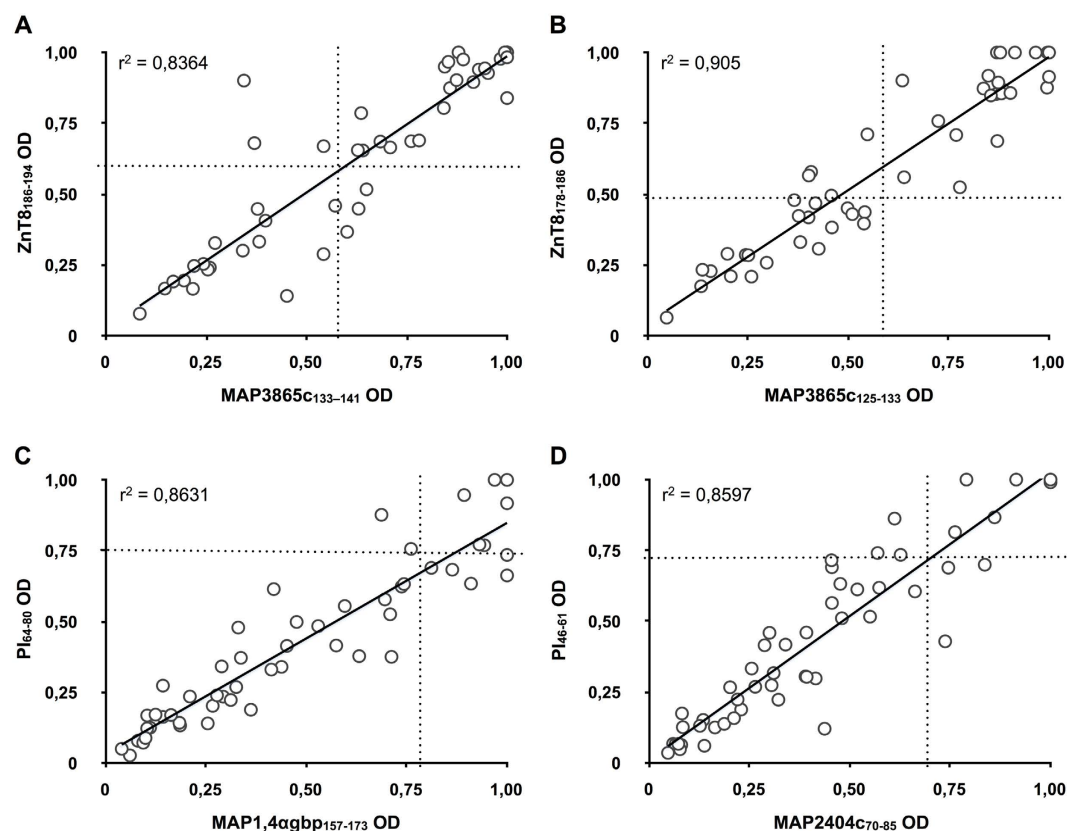 A
r2 = 0,8364
ZnT8186-194 OD
1,00
0,75
0,50
0,25
0
0 0,25 0,50 0,75 1,00
MAP3865c133–141 OD
B
r2 = 0,905
ZnT8178-186 OD
1,00
0,75
0,50
0,25
0
0 0,25 0,50 0,75 1,00
MAP3865c125-133 OD
C
r2 = 0,8631
PI64-80 OD
1,00
0,75
0,50
0,25
0
0 0,25 0,75 0,75 1,00
MAP1,4αgbp157-173 OD
D
r2 = 0,8597
PI46-61 OD
1,00
0,75
0,50
0,25
0
0 0,25 0,50 0,75 1,00
MAP2404c70-85 OD